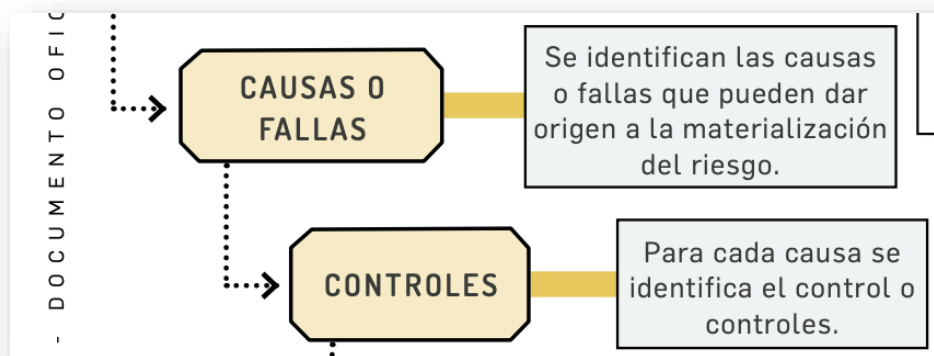 - DOCUMENTO OFIC
CAUSAS O
FALLAS
Se identifican las causas
o fallas que pueden dar
origen a la materialización
del riesgo.
CONTROLES
Para cada causa se
identifica el control o
controles.